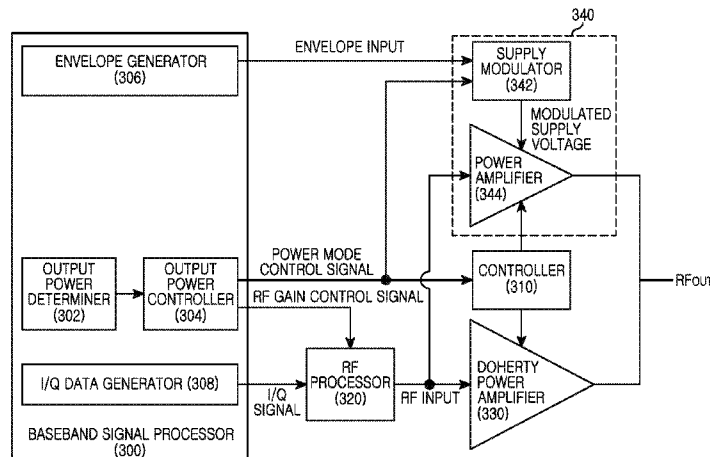 340
ENVELOPE GENERATOR
(306)
ENVELOPE INPUT
SUPPLY
MODULATOR
(342)
MODULATED
SUPPLY
VOLTAGE
POWER
AMPLIFIER
(344)
OUTPUT
POWER
DETERMINER
(302)
OUTPUT
POWER
CONTROLLER
(304)
POWER MODE
CONTROL SIGNAL
RF GAIN CONTROL SIGNAL
CONTROLLER
(310)
RFout
I/Q DATA GENERATOR (308)
I/Q
SIGNAL
RF
PROCESSOR
(320)
RF INPUT
DOHERTY
POWER
AMPLIFIER
(330)
BASEBAND SIGNAL PROCESSOR
(300)